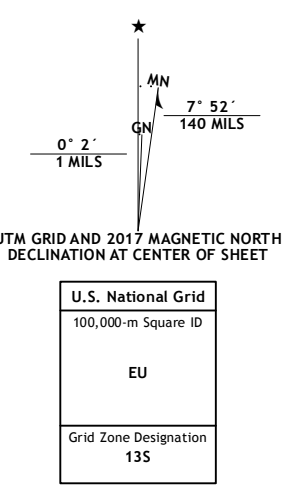 MN
7° 52´
140 MILS
GN
0° 2´
1 MILS
UTM GRID AND 2017 MAGNETIC NORTH
DECLINATION AT CENTER OF SHEET
U.S. National Grid
100,000-m Square ID
EU
Grid Zone Designation
13S